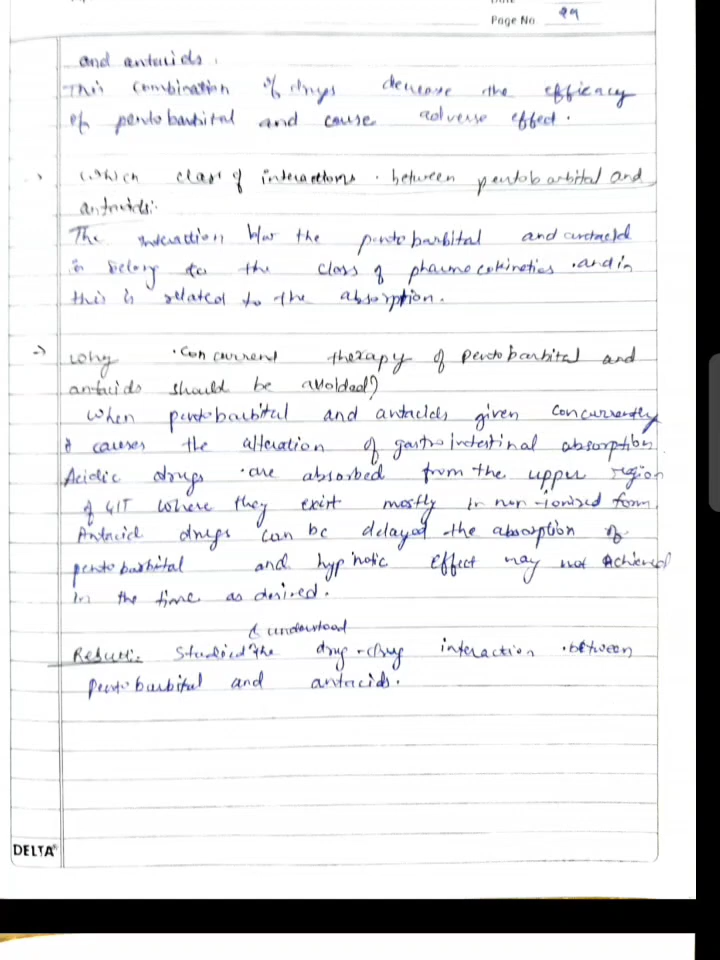 Page No 29
and antacids.
This combination of drugs decrease the efficacy
of pentobarbital and cause adverse effect.
which class of interactions between pentobarbital and
antacids.
The interaction b/w the pentobarbital and antacid
is belong to the class of pharmacokinetics and in
this is related to the absorption.
→ Why concurrent therapy of pentobarbital and
antacids should be avoided?
When pentobarbital and antacids given concurrently
it causes the alteration of gastrointestinal absorption.
Acidic drugs are absorbed from the upper region
of GIT where they exist mostly in non-ionised form.
Antacid drugs can be delayed the absorption of
pentobarbital and hypnotic effect may not achieved
in the time as desired.
& understood
Result:- Studied the drug-drug interaction between
pentobarbital and antacids.
DELTA